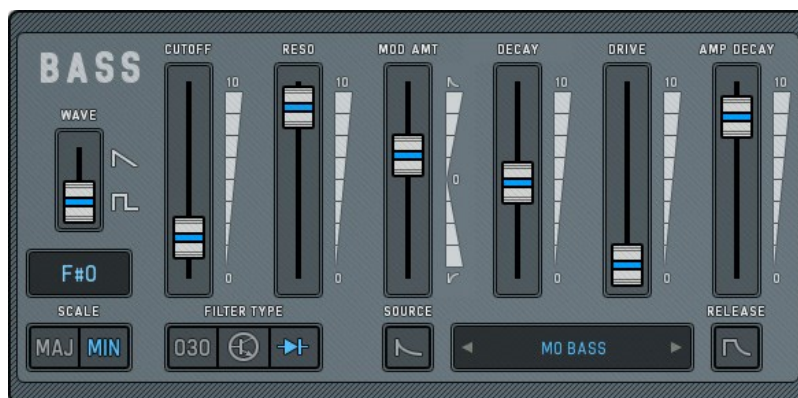 CUTOFF RESO MOD AMT DECAY DRIVE AMP DECAY
BASS
10 10 10 10 10
WAVE
0
F#0
0 0 0 0 0
SCALE FILTER TYPE SOURCE RELEASE
MAJ MIN 030 MO BASS